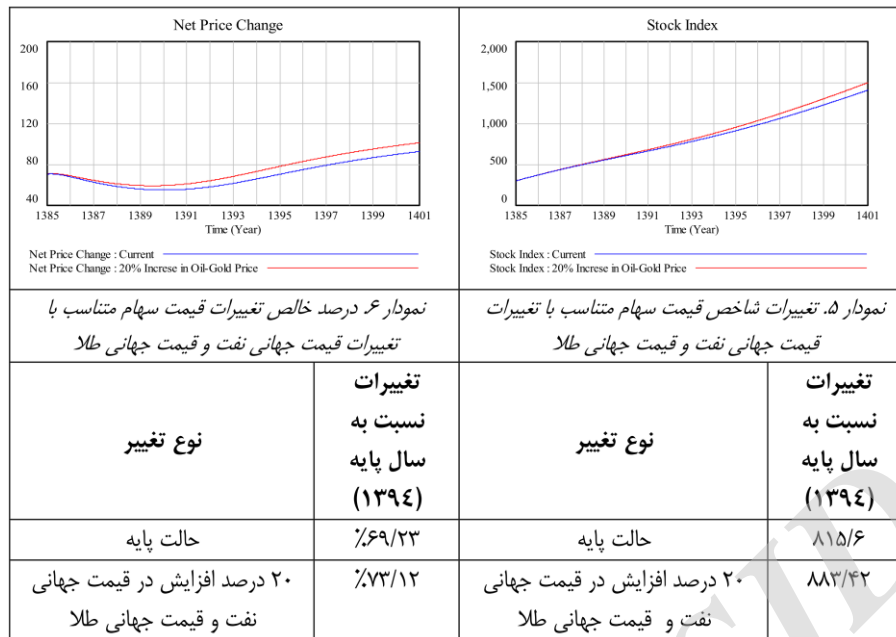 Stock Index
2,000
1,500
1,000
500
0
1385 1387 1389 1391 1393 1395 1397 1399 1401
Time (Year)
Stock Index : Current
Stock Index : 20% Increse in Oil-Gold Price
Net Price Change
200
160
120
80
40
1385 1387 1389 1391 1393 1395 1397 1399 1401
Time (Year)
Net Price Change : Current
Net Price Change : 20% Increse in Oil-Gold Price
نمودار ۵. تغییرات شاخص قیمت سهام متناسب با تغییرات
قیمت جهانی نفت و قیمت جهانی طلا
نمودار ۶. درصد خالص تغییرات قیمت سهام متناسب با
تغییرات قیمت جهانی نفت و قیمت جهانی طلا
تغییرات
نسبت به
سال پایه
(۱۳۹٤)
نوع تغییر
تغییرات
نسبت به
سال پایه
(۱۳۹٤)
نوع تغییر
۸۱۵/۶
حالت پایه
٪۶۹/۲۳
حالت پایه
۸۸۳/۴۲
۲۰ درصد افزایش در قیمت جهانی
نفت و قیمت جهانی طلا
٪۷۳/۱۲
۲۰ درصد افزایش در قیمت جهانی
نفت و قیمت جهانی طلا